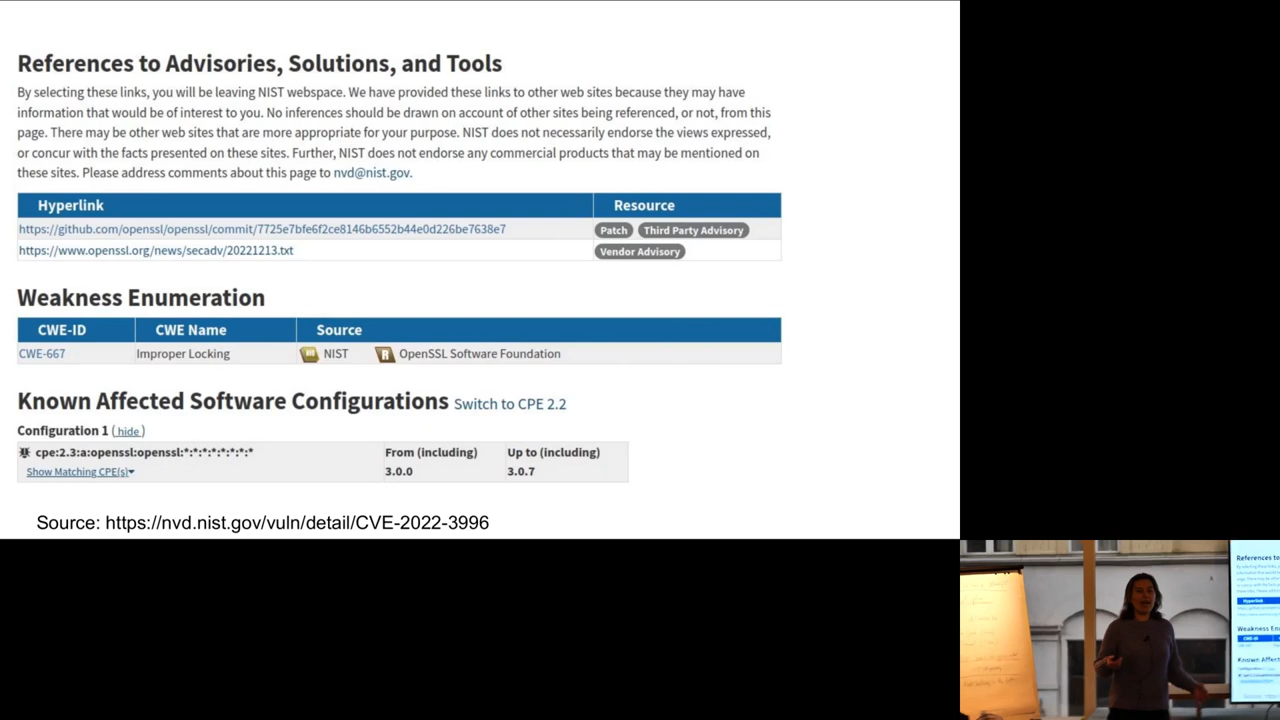 References to Advisories, Solutions, and Tools
By selecting these links, you will be leaving NIST webspace. We have provided these links to other web sites because they may have
information that would be of interest to you. No inferences should be drawn on account of other sites being referenced, or not, from this
page. There may be other web sites that are more appropriate for your purpose. NIST does not necessarily endorse the views expressed,
or concur with the facts presented on these sites. Further, NIST does not endorse any commercial products that may be mentioned on
these sites. Please address comments about this page to nvd@nist.gov.
Hyperlink Resource
https://github.com/openssl/openssl/commit/7725e7bfe6f2ce8146b6552b44e0d226be7638e7 Patch Third Party Advisory
https://www.openssl.org/news/secadv/20221213.txt Vendor Advisory
Weakness Enumeration
CWE-ID CWE Name Source
CWE-667 Improper Locking NIST OpenSSL Software Foundation
Known Affected Software Configurations Switch to CPE 2.2
Configuration 1 ( hide )
cpe:2.3:a:openssl:openssl:*:*:*:*:*:*:*:* From (including) Up to (including)
Show Matching CPE(s) 3.0.0 3.0.7
Source: https://nvd.nist.gov/vuln/detail/CVE-2022-3996
References to
Hyperlink
Weakness En
CWE-ID
Known Affect